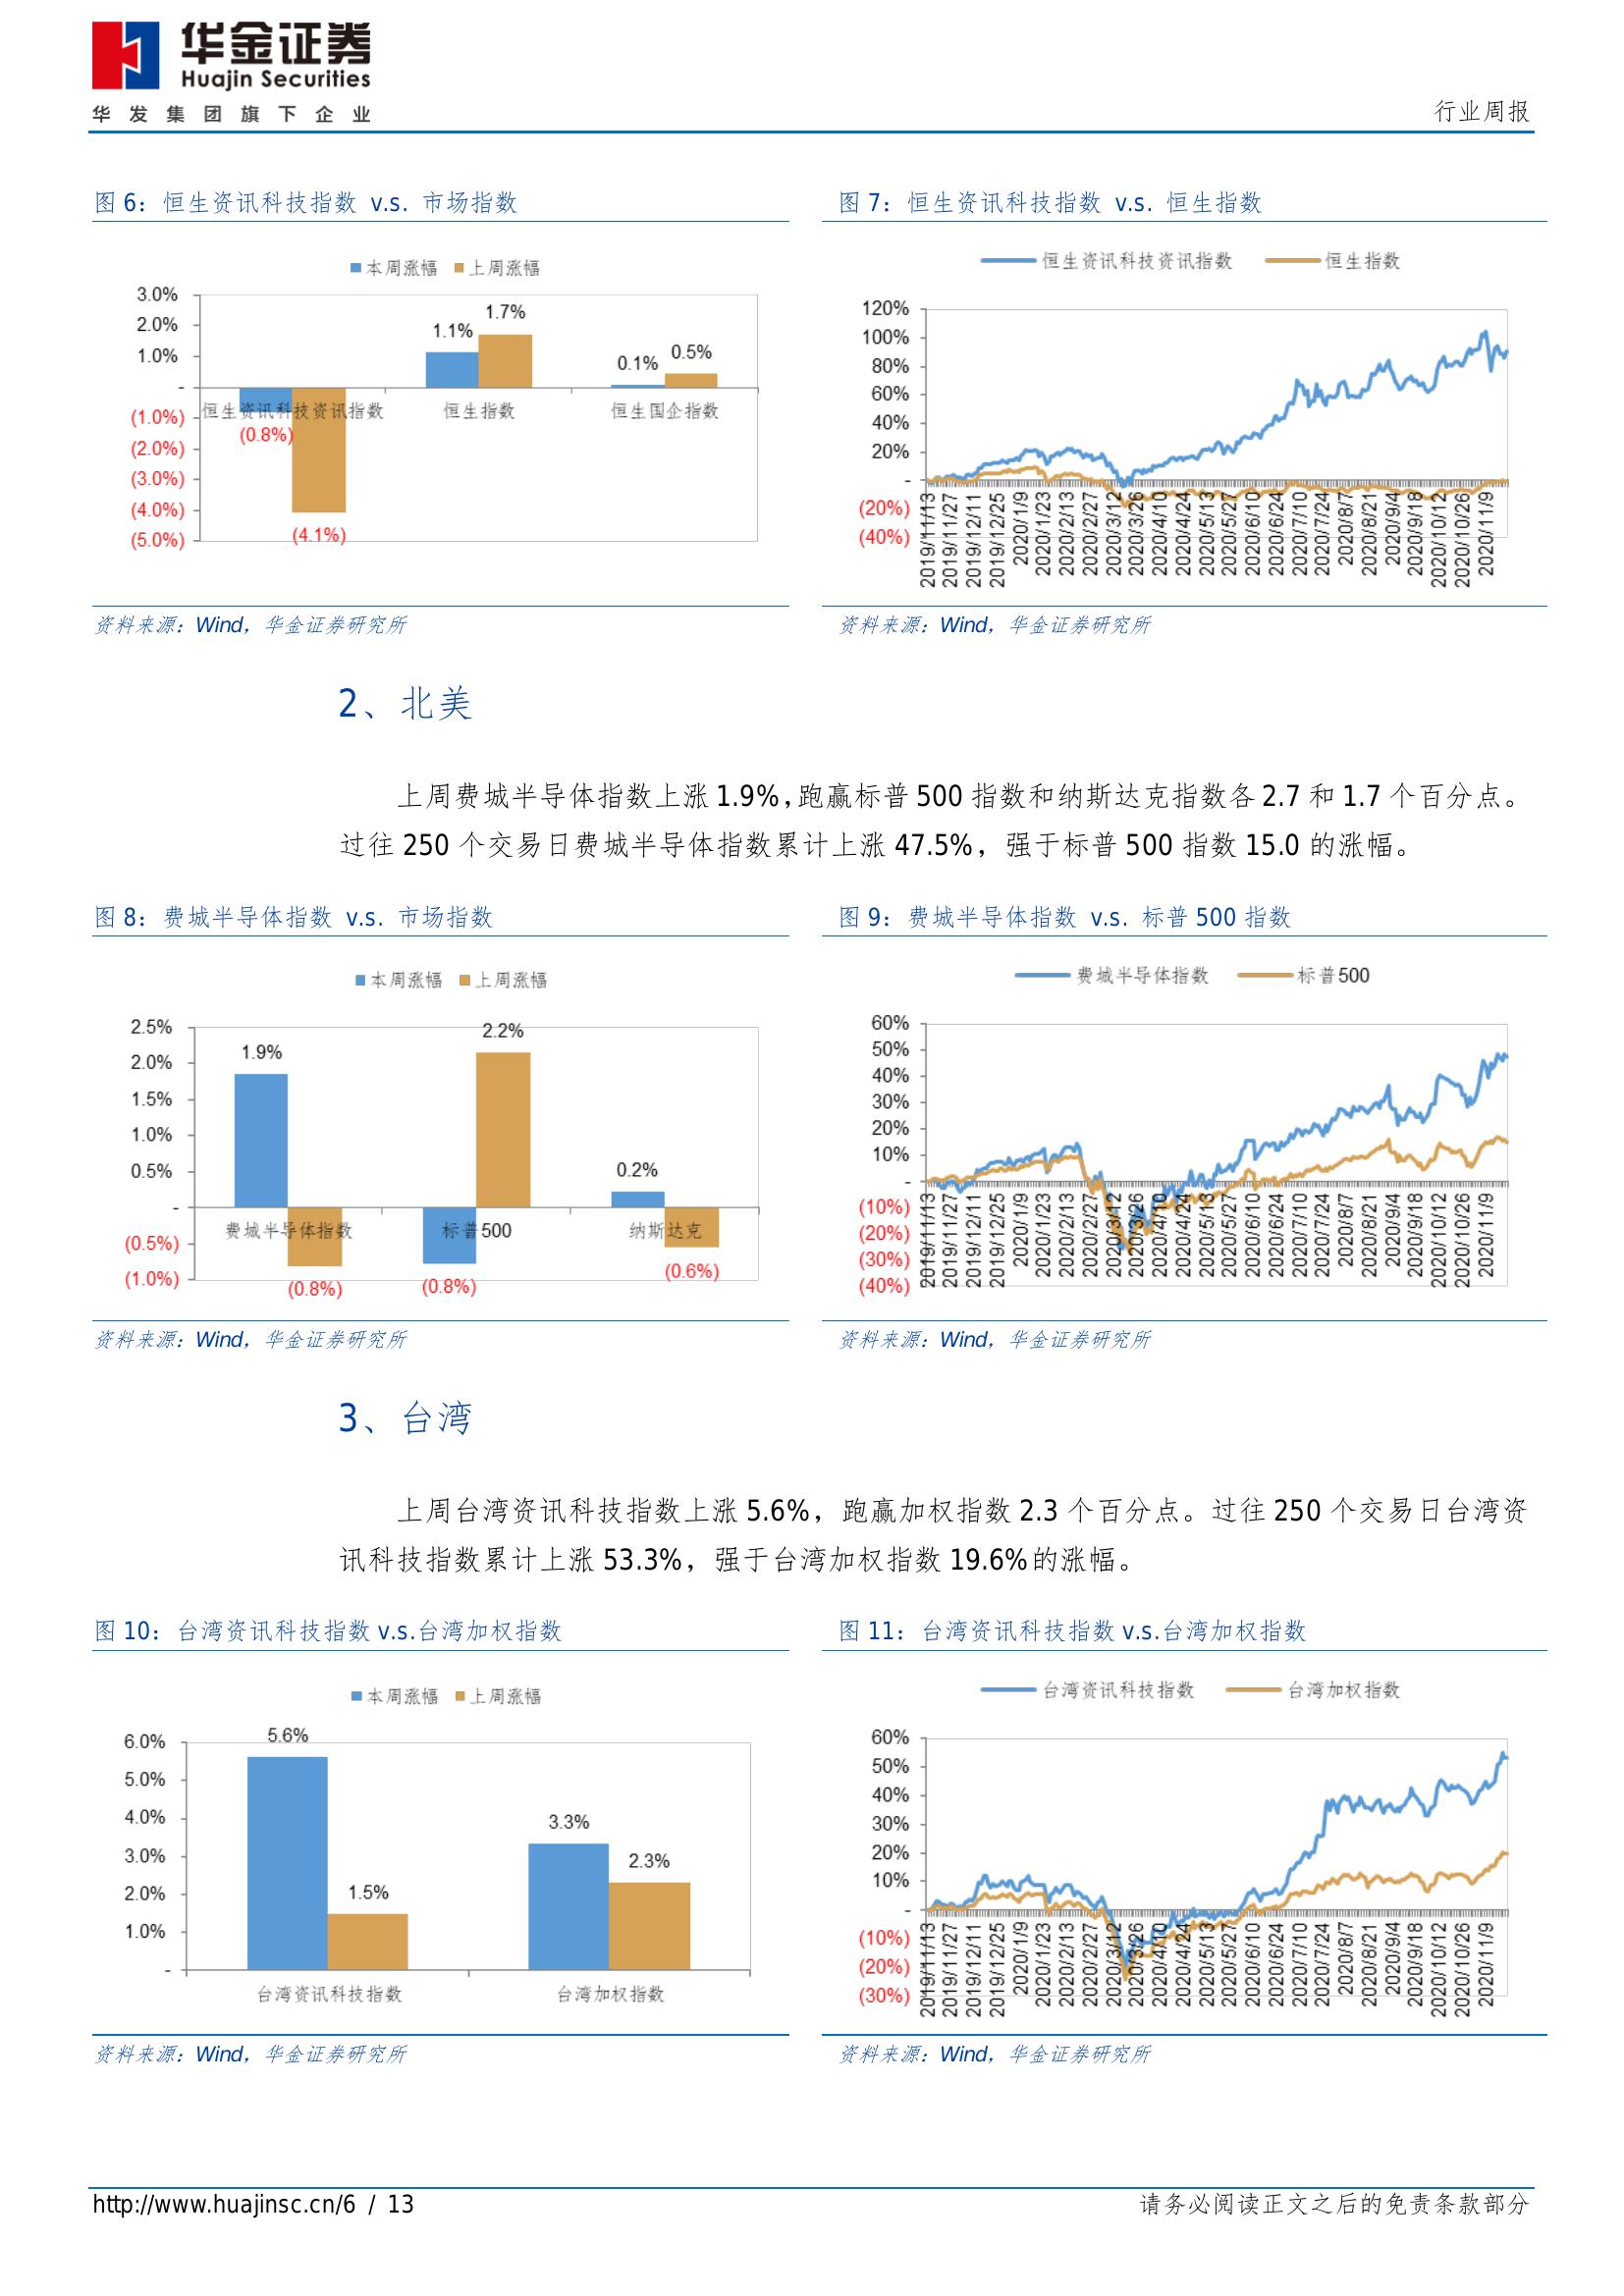 华金证券
Huajin Securities
华发集团旗下企业
行业周报
图 6：恒生资讯科技指数 v.s. 市场指数
本周涨幅 上周涨幅
3.0%
2.0%
1.0%
-
(1.0%)
(2.0%)
(3.0%)
(4.0%)
(5.0%)
(0.8%)
(4.1%)
1.1%
1.7%
0.1%
0.5%
恒生资讯科技资讯指数 恒生指数 恒生国企指数
资料来源：Wind，华金证券研究所
图 7：恒生资讯科技指数 v.s. 恒生指数
恒生资讯科技资讯指数 恒生指数
120%
100%
80%
60%
40%
20%
-
(20%)
(40%)
2019/11/13 2019/11/27 2019/12/11 2019/12/25 2020/1/9 2020/1/23 2020/2/13 2020/2/27 2020/3/12 2020/3/26 2020/4/10 2020/4/24 2020/5/13 2020/5/27 2020/6/10 2020/6/24 2020/7/10 2020/7/24 2020/8/7 2020/8/21 2020/9/4 2020/9/18 2020/10/12 2020/10/26 2020/11/9
资料来源：Wind，华金证券研究所
2、北美
上周费城半导体指数上涨 1.9%，跑赢标普 500 指数和纳斯达克指数各 2.7 和 1.7 个百分点。
过往 250 个交易日费城半导体指数累计上涨 47.5%，强于标普 500 指数 15.0 的涨幅。
图 8：费城半导体指数 v.s. 市场指数
本周涨幅 上周涨幅
2.5%
2.0%
1.5%
1.0%
0.5%
-
(0.5%)
(1.0%)
1.9%
(0.8%)
(0.8%)
2.2%
0.2%
(0.6%)
费城半导体指数 标普500 纳斯达克
资料来源：Wind，华金证券研究所
图 9：费城半导体指数 v.s. 标普 500 指数
费城半导体指数 标普500
60%
50%
40%
30%
20%
10%
-
(10%)
(20%)
(30%)
(40%)
2019/11/13 2019/11/27 2019/12/11 2019/12/25 2020/1/9 2020/1/23 2020/2/13 2020/2/27 2020/3/12 2020/3/26 2020/4/10 2020/4/24 2020/5/13 2020/5/27 2020/6/10 2020/6/24 2020/7/10 2020/7/24 2020/8/7 2020/8/21 2020/9/4 2020/9/18 2020/10/12 2020/10/26 2020/11/9
资料来源：Wind，华金证券研究所
3、台湾
上周台湾资讯科技指数上涨 5.6%，跑赢加权指数 2.3 个百分点。过往 250 个交易日台湾资
讯科技指数累计上涨 53.3%，强于台湾加权指数 19.6%的涨幅。
图 10：台湾资讯科技指数 v.s.台湾加权指数
本周涨幅 上周涨幅
6.0%
5.0%
4.0%
3.0%
2.0%
1.0%
-
5.6%
1.5%
3.3%
2.3%
台湾资讯科技指数 台湾加权指数
资料来源：Wind，华金证券研究所
图 11：台湾资讯科技指数 v.s.台湾加权指数
台湾资讯科技指数 台湾加权指数
60%
50%
40%
30%
20%
10%
-
(10%)
(20%)
(30%)
2019/11/13 2019/11/27 2019/12/11 2019/12/25 2020/1/9 2020/1/23 2020/2/13 2020/2/27 2020/3/12 2020/3/26 2020/4/10 2020/4/24 2020/5/13 2020/5/27 2020/6/10 2020/6/24 2020/7/10 2020/7/24 2020/8/7 2020/8/21 2020/9/4 2020/9/18 2020/10/12 2020/10/26 2020/11/9
资料来源：Wind，华金证券研究所
http://www.huajinsc.cn/6 / 13
请务必阅读正文之后的免责条款部分